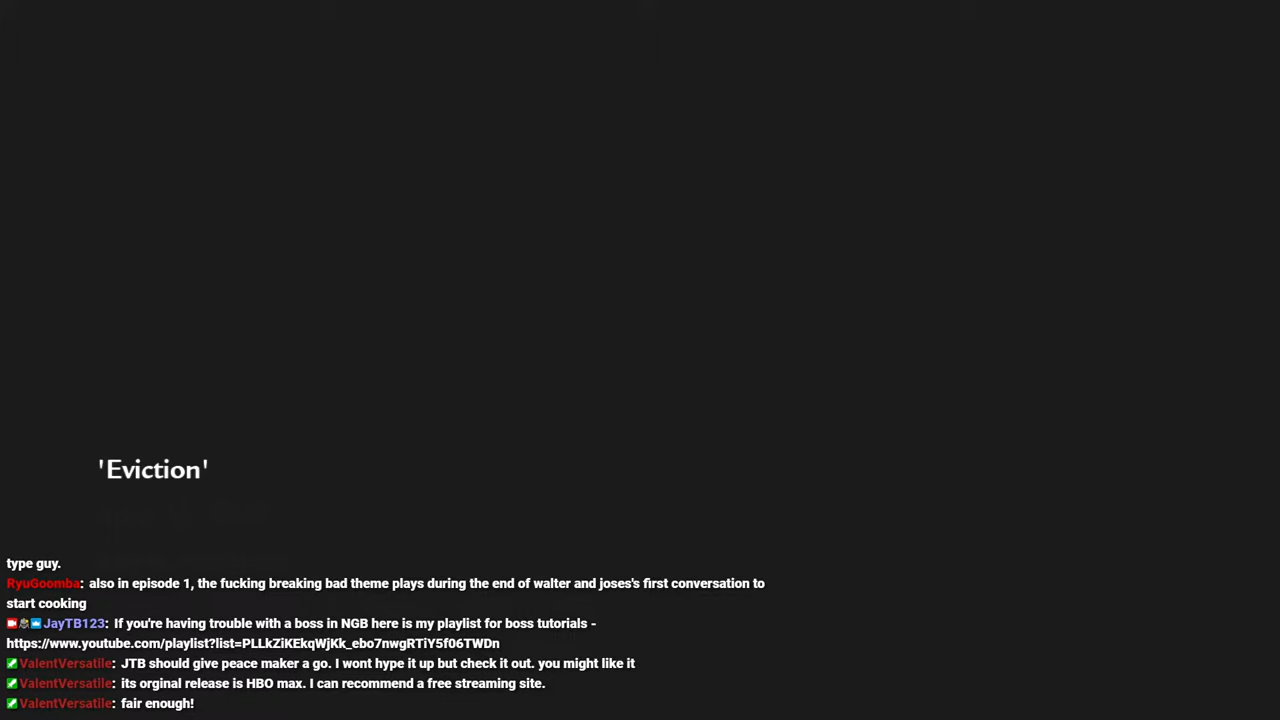 'Eviction'
type guy.
RyuGoomba: also in episode 1, the fucking breaking bad theme plays during the end of walter and joses's first conversation to
start cooking
JayTB123: If you're having trouble with a boss in NGB here is my playlist for boss tutorials -
https://www.youtube.com/playlist?list=PLLkZiKEkqWjKk_ebo7nwgRTiY5f06TWDn
ValentVersatile: JTB should give peace maker a go. I wont hype it up but check it out. you might like it
ValentVersatile: its orginal release is HBO max. I can recommend a free streaming site.
ValentVersatile: fair enough!